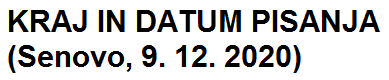 KRAJ IN DATUM PISANJA
(Senovo, 9. 12. 2020)